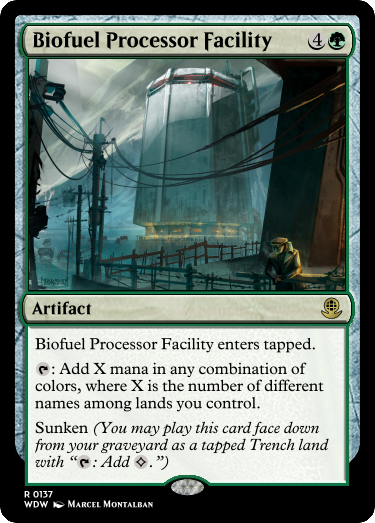 Biofuel Processor Facility 4
Artifact
Biofuel Processor Facility enters tapped.
: Add X mana in any combination of
colors, where X is the number of different
names among lands you control.
Sunken (You may play this card face down
from your graveyard as a tapped Trench land
with “: Add .”)
R 0137
WDW Marcel Montalban